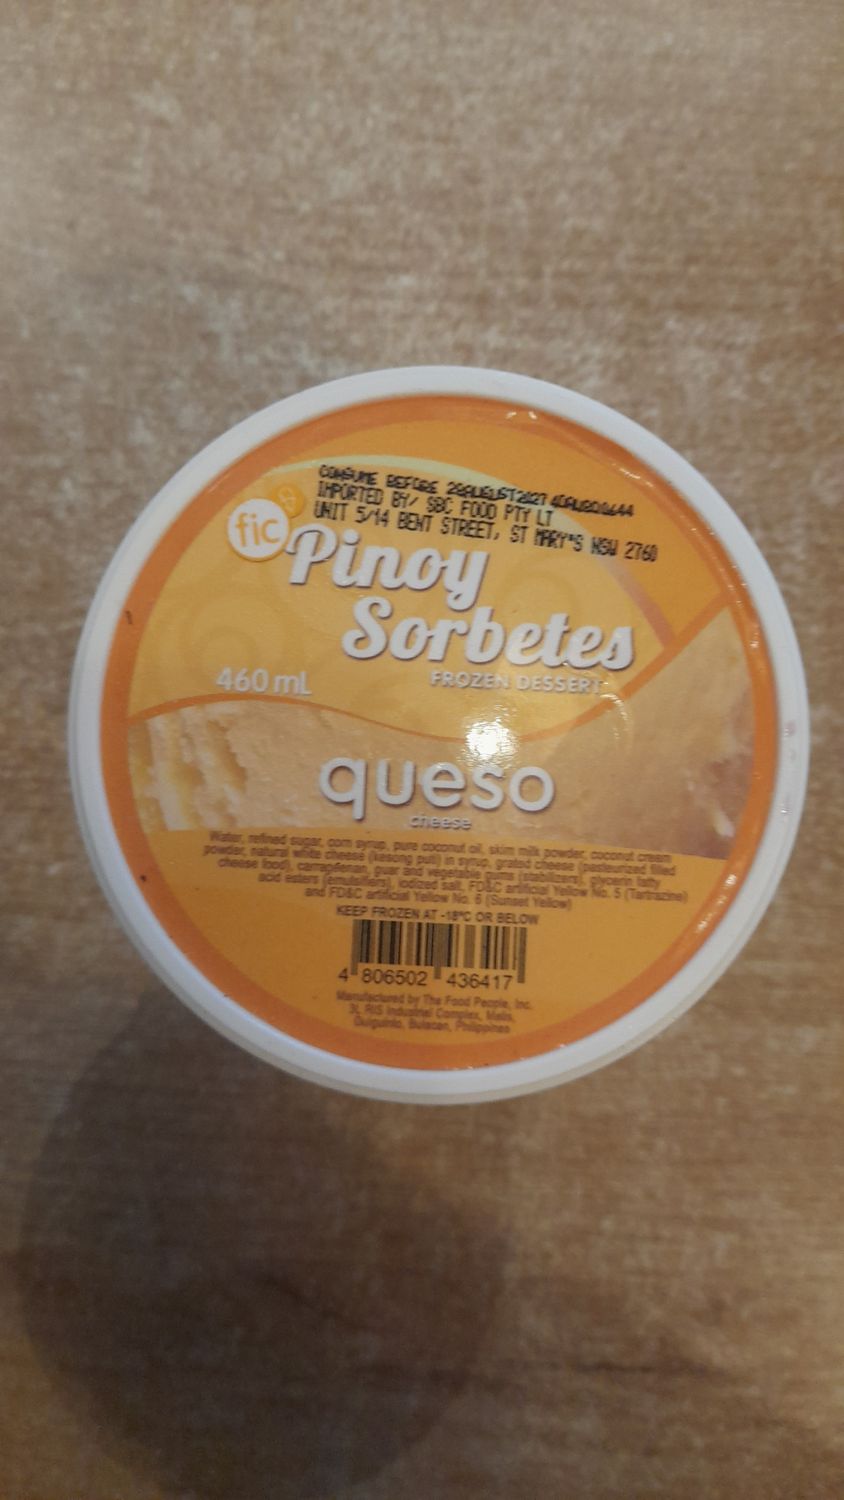 CONSUME BEFORE 28AUGUST2027
IMPORTED BY/ SBC FOOD PTY LT
UNIT 5/14 BENT STREET, ST MARY'S NSW 2760
fic
Pinoy
Sorbetes
460 mL
FROZEN DESSERT
queso
cheese
Water, refined sugar, corn syrup, pure coconut oil, skim milk powder, coconut cream
powder, natural white cheese (kesong puti) in syrup, grated cheese (pasteurized filled
cheese food), carrageenan, guar and vegetable gums (stabilizers), glycerin fatty
acid esters (emulsifiers), iodized salt, FD&C artificial Yellow No. 5 (Tartrazine)
and FD&C artificial Yellow No. 6 (Sunset Yellow)
KEEP FROZEN AT -18°C OR BELOW
4 806502 436417
Manufactured by The Food People, Inc.
RIS Industrial Complex,
Bulacan, Philippines